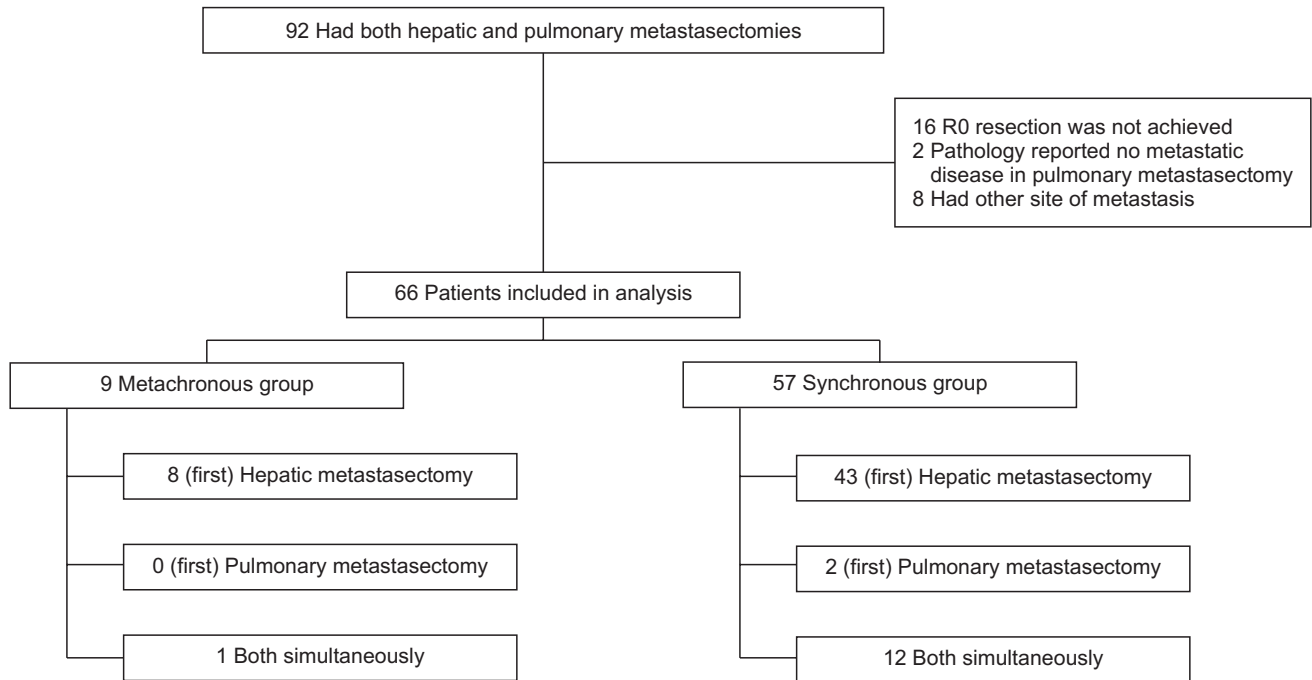 92 Had both hepatic and pulmonary metastasectomies
16 R0 resection was not achieved
2 Pathology reported no metastatic
disease in pulmonary metastasectomy
8 Had other site of metastasis
66 Patients included in analysis
9 Metachronous group
57 Synchronous group
8 (first) Hepatic metastasectomy
43 (first) Hepatic metastasectomy
0 (first) Pulmonary metastasectomy
2 (first) Pulmonary metastasectomy
1 Both simultaneously
12 Both simultaneously